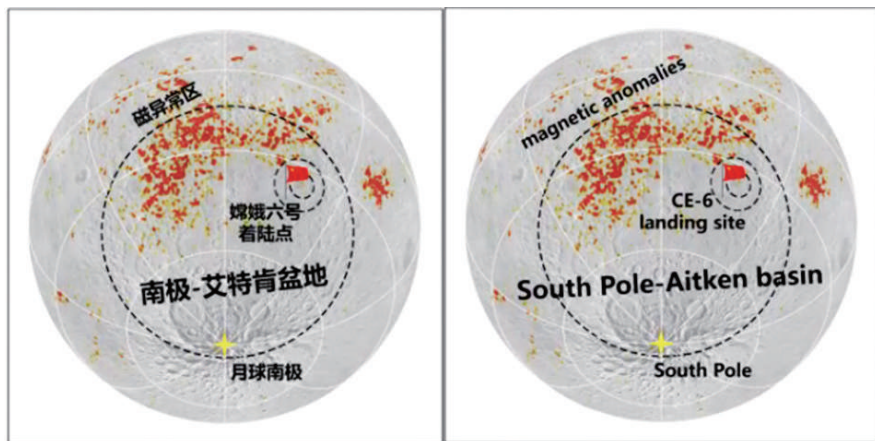 磁异常区
嫦娥六号
着陆点
南极-艾特肯盆地
月球南极
magnetic anomalies
CE-6
landing site
South Pole-Aitken basin
South Pole